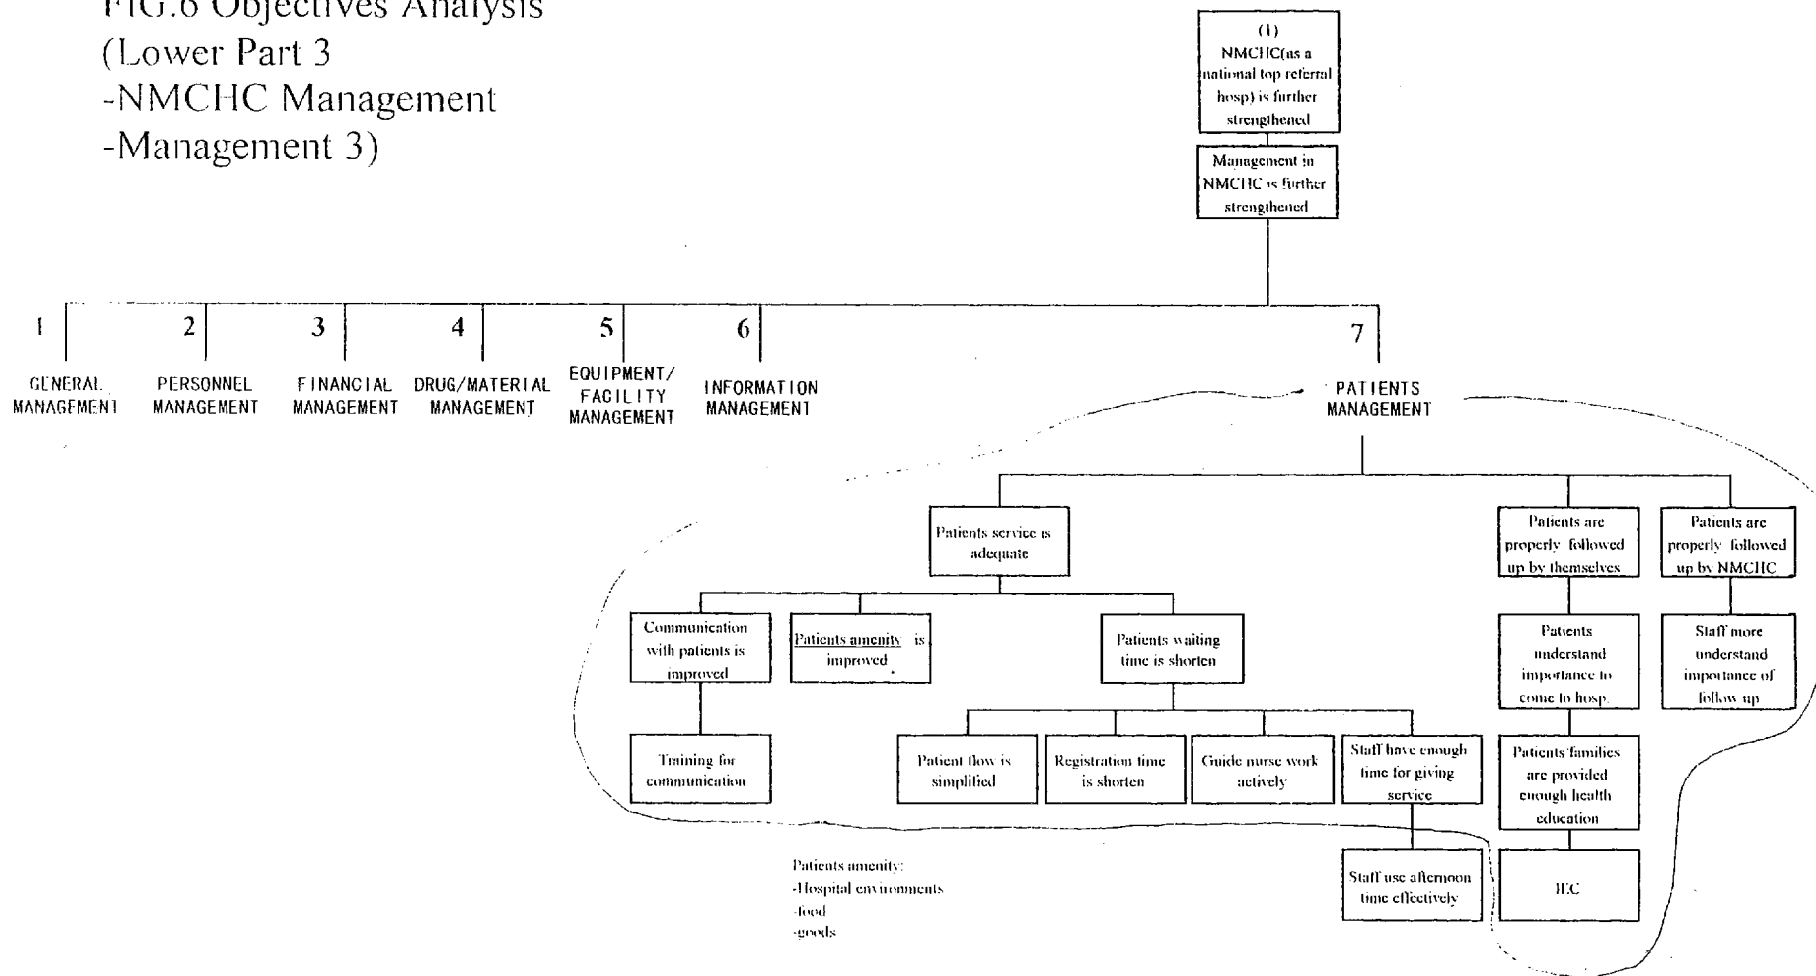 FIG.6 Objectives Analysis
(Lower Part 3
-NMCHC Management
-Management 3)
(1)
NMCHC(as a
national top referral
hosp) is further
strengthened
Management in
NMCHC is further
strengthened
1
2
3
4
5
6
7
GENERAL
MANAGEMENT
PERSONNEL
MANAGEMENT
FINANCIAL
MANAGEMENT
DRUG/MATERIAL
MANAGEMENT
EQUIPMENT/
FACILITY
MANAGEMENT
INFORMATION
MANAGEMENT
PATIENTS
MANAGEMENT
Patients service is
adequate
Patients are
properly followed
up by themselves
Patients are
properly followed
up by NMCHC
Communication
with patients is
improved
Patients amenity is
improved
Patients waiting
time is shorten
Patients
understand
importance to
come to hosp.
Staff more
understand
importance of
follow up
Training for
communication
Patient flow is
simplified
Registration time
is shorten
Guide nurse work
actively
Staff have enough
time for giving
service
Patients/families
are provided
enough health
education
Staff use afternoon
time effectively
IEC
Patients amenity:
-Hospital environments
-food
-goods